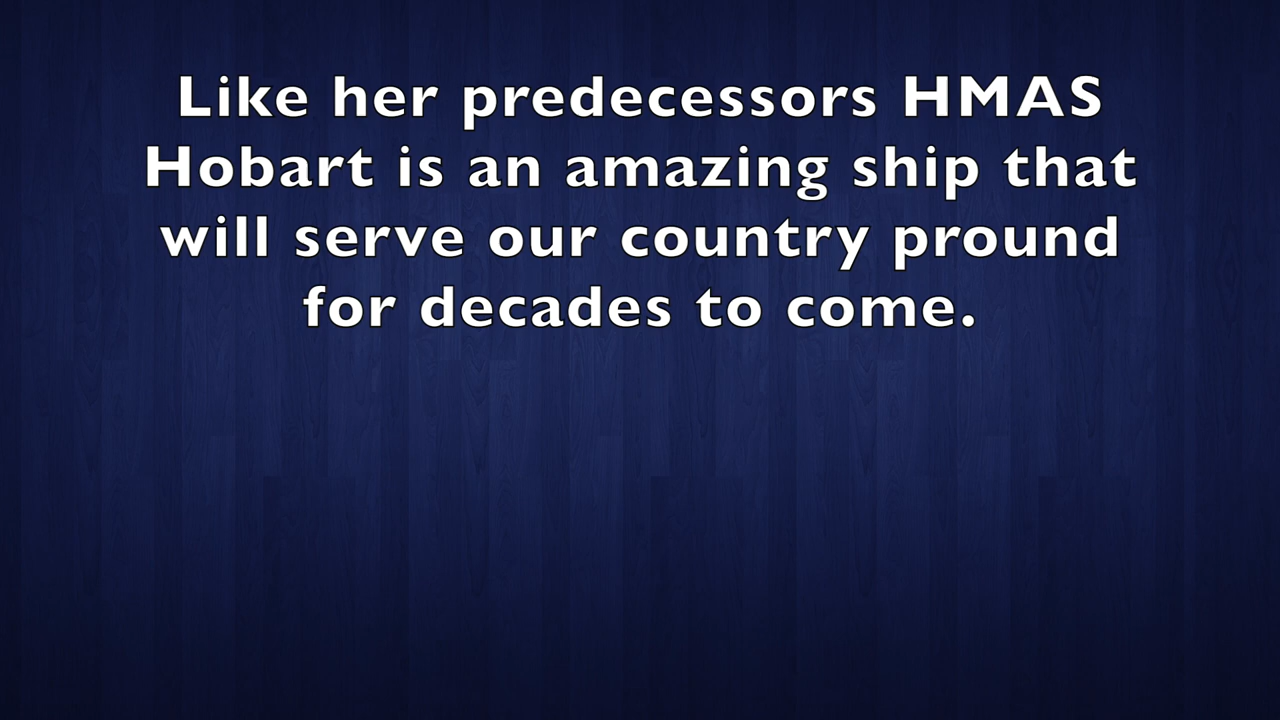 Like her predecessors HMAS
Hobart is an amazing ship that
will serve our country pround
for decades to come.